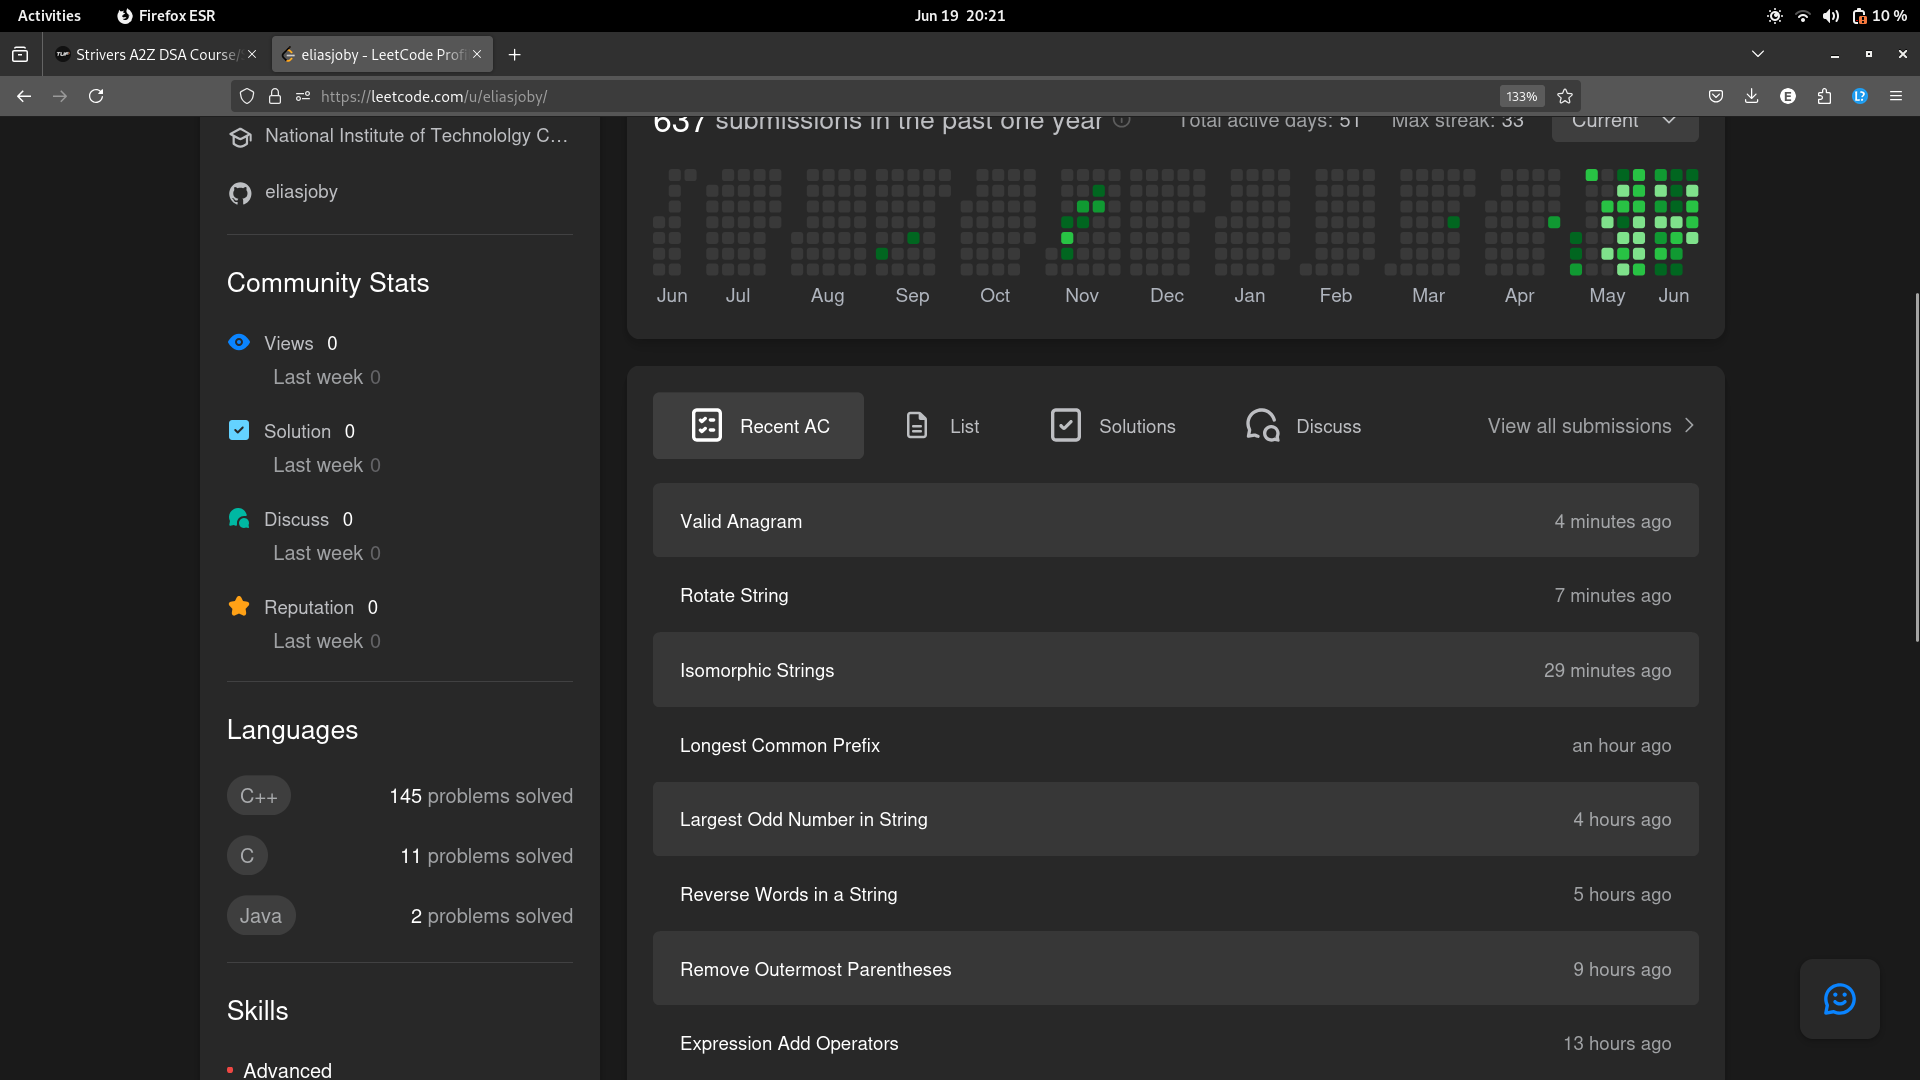 Activities Firefox ESR Jun 19 20:21 10 %
Strivers A2Z DSA Course/ eliasjoby - LeetCode Prof
https://leetcode.com/u/eliasjoby/ 133%
National Institute of Technololgy C...
eliasjoby
Community Stats
Views 0
Last week 0
Solution 0
Last week 0
Discuss 0
Last week 0
Reputation 0
Last week 0
Languages
C++ 145 problems solved
C 11 problems solved
Java 2 problems solved
Skills
Advanced
637 submissions in the past one year Total active days: 51 Max streak: 33 Current
Jun Jul Aug Sep Oct Nov Dec Jan Feb Mar Apr May Jun
Recent AC List Solutions Discuss View all submissions
Valid Anagram 4 minutes ago
Rotate String 7 minutes ago
Isomorphic Strings 29 minutes ago
Longest Common Prefix an hour ago
Largest Odd Number in String 4 hours ago
Reverse Words in a String 5 hours ago
Remove Outermost Parentheses 9 hours ago
Expression Add Operators 13 hours ago